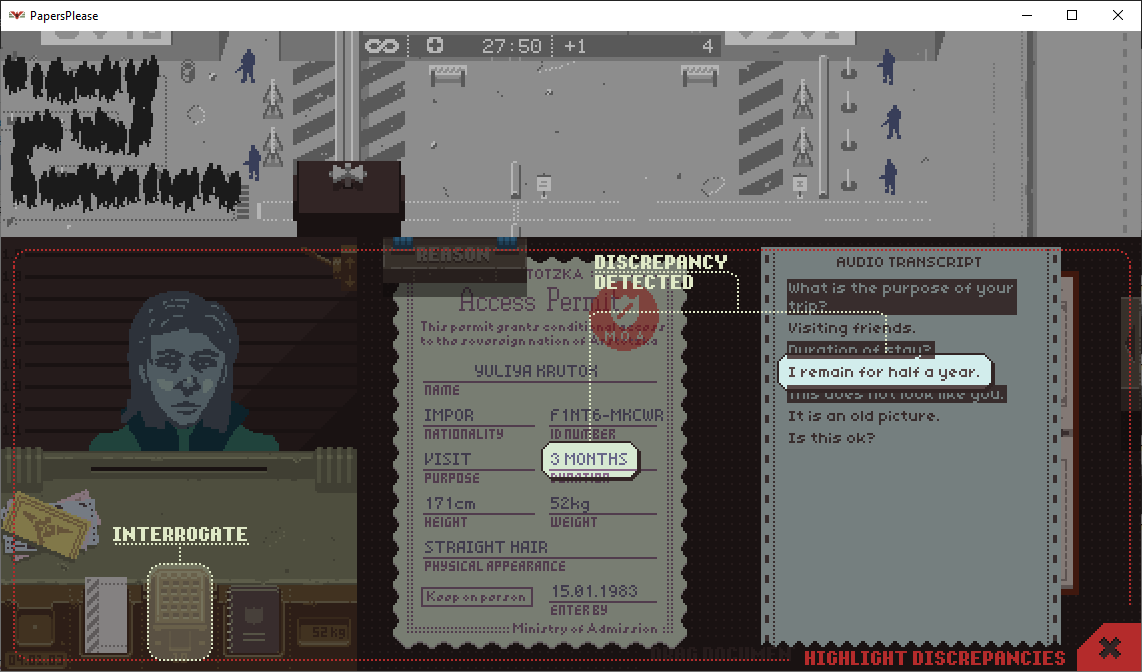 PapersPlease
27:50 +1 4
REASON
DISCREPANCY
DETECTED
Access Permit
M.O.A
This permit grants conditional access
to the sovereign nation of Arstotzka
YULIYA KRUTOK
NAME
IMPOR F1NT6-MKCWR
NATIONALITY ID NUMBER
VISIT 3 MONTHS
PURPOSE DURATION
171cm 52kg
HEIGHT WEIGHT
STRAIGHT HAIR
PHYSICAL APPEARANCE
Keep on person 15.01.1983
ENTER BY
Ministry of Admission
AUDIO TRANSCRIPT
What is the purpose of your
trip?
Visiting friends.
Duration of stay?
I remain for half a year.
This does not look like you.
It is an old picture.
Is this ok?
INTERROGATE
52kg
HIGHLIGHT DISCREPANCIES